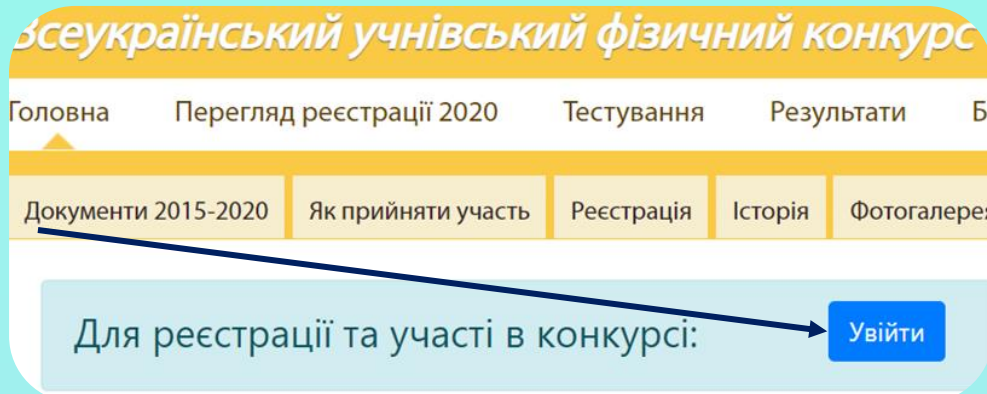 Всеукраїнський учнівський фізичний конкурс
Головна Перегляд реєстрації 2020 Тестування Результати Б
Документи 2015-2020 Як прийняти участь Реєстрація Історія Фотогалерея
Для реєстрації та участі в конкурсі: Увійти